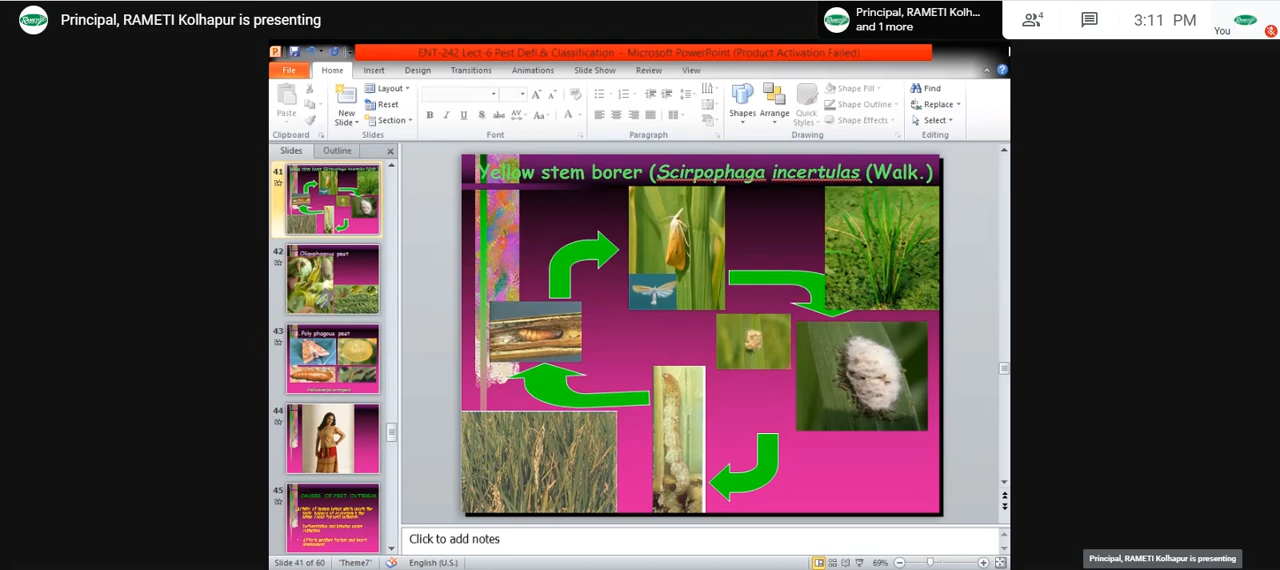 Principal, RAMETI Kolhapur is presenting
Principal, RAMETI Kolh...
and 1 more
4
3:11 PM
You
ENT-242 Lect-6 Pest Defi.& Classification - Microsoft PowerPoint (Product Activation Failed)
File Home Insert Design Transitions Animations Slide Show Review View
Paste
New
Slide
Layout
Reset
Section
Shapes Arrange Quick
Styles
Shape Fill
Shape Outline
Shape Effects
Find
Replace
Select
Clipboard Slides Font Paragraph Drawing Editing
Slides Outline
41
42
Oligophagous pest
43
Poly phagous pest
44
45
CAUSES OF PEST OUTBREAK
Yellow stem borer (Scirpophaga incertulas (Walk.)
Click to add notes
Slide 41 of 60 "Theme7" English (U.S.) 69%
Principal, RAMETI Kolhapur is presenting